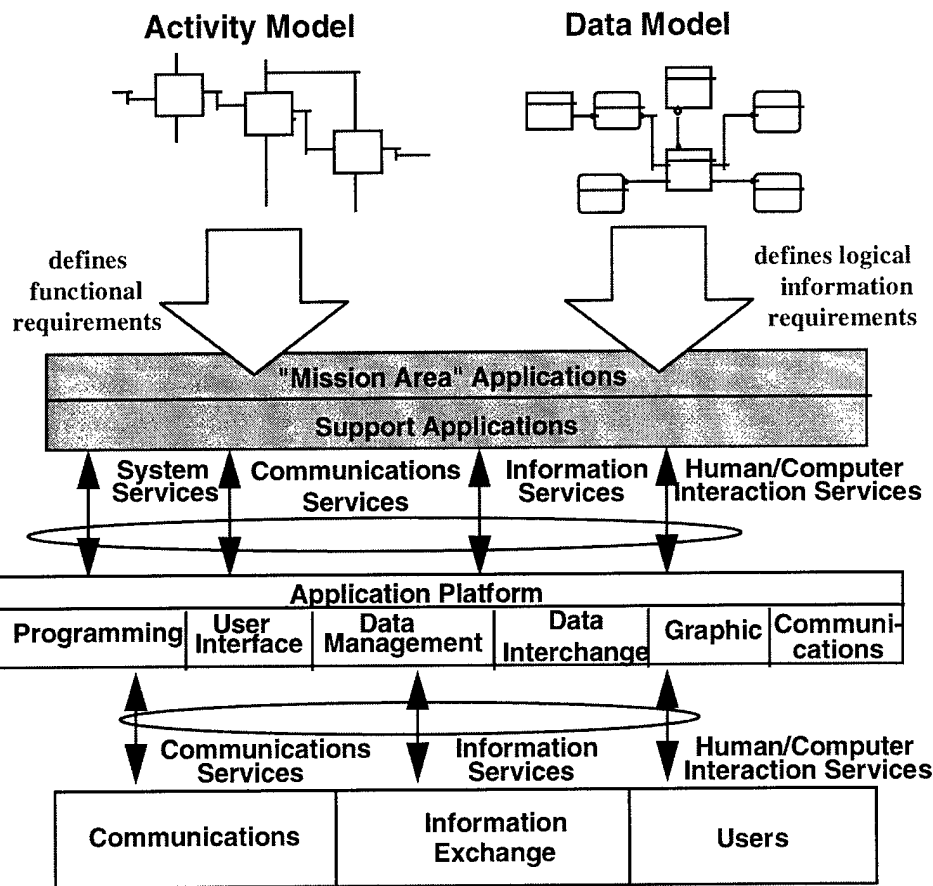 Activity Model
Data Model
defines
functional
requirements
defines logical
information
requirements
"Mission Area" Applications
Support Applications
System
Services
Communications
Services
Information
Services
Human/Computer
Interaction Services
Application Platform
Programming
User
Interface
Data
Management
Data
Interchange
Graphic
Communi-
cations
Communications
Services
Information
Services
Human/Computer
Interaction Services
Communications
Information
Exchange
Users